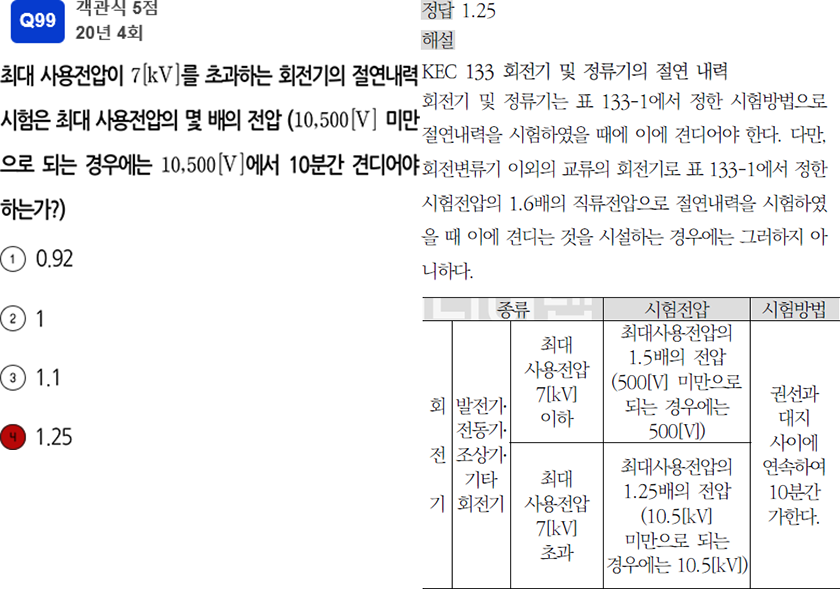 Q99
객관식 5점
20년 4회
최대 사용전압이 7[kV]를 초과하는 회전기의 절연내력
시험은 최대 사용전압의 몇 배의 전압 (10,500[V] 미만
으로 되는 경우에는 10,500[V]에서 10분간 견디어야
하는가?)
1 0.92
2 1
3 1.1
4 1.25
정답 1.25
해설
KEC 133 회전기 및 정류기의 절연 내력
회전기 및 정류기는 표 133-1에서 정한 시험방법으로
절연내력을 시험하였을 때에 이에 견디어야 한다. 다만,
회전변류기 이외의 교류의 회전기로 표 133-1에서 정한
시험전압의 1.6배의 직류전압으로 절연내력을 시험하였
을 때 이에 견디는 것을 시설하는 경우에는 그러하지 아
니하다.
종류 시험전압 시험방법
회
전
기
발전기·
전동기·
조상기·
기타
회전기
최대
사용전압
7[kV]
이하
최대사용전압의
1.5배의 전압
(500[V] 미만으로
되는 경우에는
500[V])
최대
사용전압
7[kV]
초과
최대사용전압의
1.25배의 전압
(10.5[kV]
미만으로 되는
경우에는 10.5[kV])
권선과
대지
사이에
연속하여
10분간
가한다.